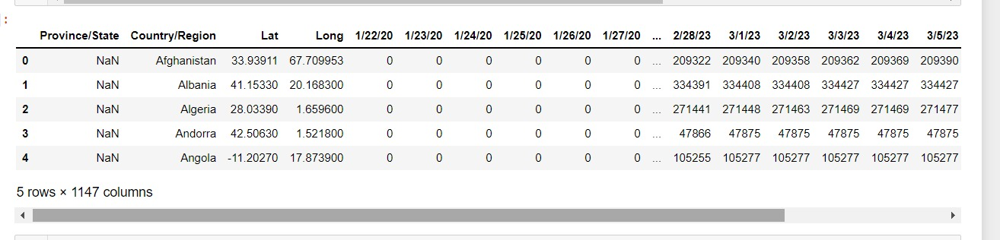 :
Province/State Country/Region Lat Long 1/22/20 1/23/20 1/24/20 1/25/20 1/26/20 1/27/20 ... 2/28/23 3/1/23 3/2/23 3/3/23 3/4/23 3/5/23
0 NaN Afghanistan 33.93911 67.709953 0 0 0 0 0 0 ... 209322 209340 209358 209362 209369 209390
1 NaN Albania 41.15330 20.168300 0 0 0 0 0 0 ... 334391 334408 334408 334427 334427 334427
2 NaN Algeria 28.03390 1.659600 0 0 0 0 0 0 ... 271441 271448 271463 271469 271469 271477
3 NaN Andorra 42.50630 1.521800 0 0 0 0 0 0 ... 47866 47875 47875 47875 47875 47875
4 NaN Angola -11.20270 17.873900 0 0 0 0 0 0 ... 105255 105277 105277 105277 105277 105277
5 rows × 1147 columns